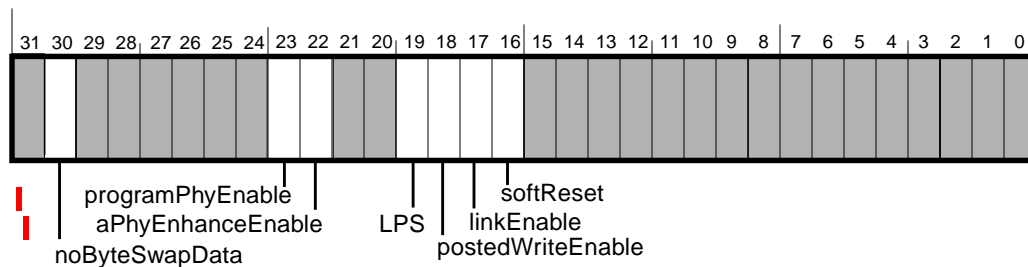 31 30 29 28 27 26 25 24 23 22 21 20 19 18 17 16 15 14 13 12 11 10 9 8 7 6 5 4 3 2 1 0
programPhyEnable softReset
aPhyEnhanceEnable LPS linkEnable
noByteSwapData postedWriteEnable